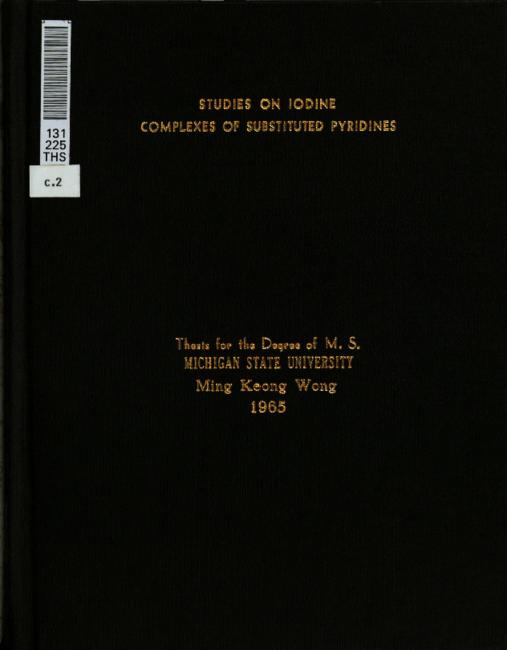 131
225
THS
c.2
STUDIES ON IODINE
COMPLEXES OF SUBSTITUTED PYRIDINES
Thesis for the Degree of M. S.
MICHIGAN STATE UNIVERSITY
Ming Keong Wong
1965